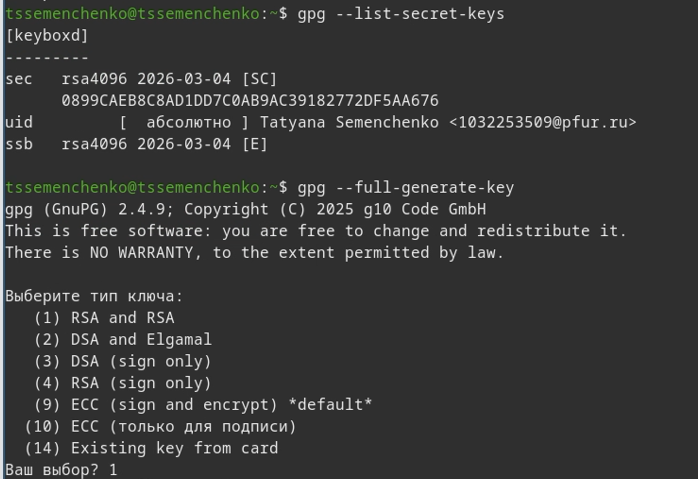 tssemenchenko@tssemenchenko:~$ gpg --list-secret-keys
[keyboxd]
---------
sec   rsa4096 2026-03-04 [SC]
      0899CAEB8C8AD1DD7C0AB9AC39182772DF5AA676
uid         [  абсолютно ] Tatyana Semenchenko <1032253509@pfur.ru>
ssb   rsa4096 2026-03-04 [E]

tssemenchenko@tssemenchenko:~$ gpg --full-generate-key
gpg (GnuPG) 2.4.9; Copyright (C) 2025 g10 Code GmbH
This is free software: you are free to change and redistribute it.
There is NO WARRANTY, to the extent permitted by law.

Выберите тип ключа:
   (1) RSA and RSA
   (2) DSA and Elgamal
   (3) DSA (sign only)
   (4) RSA (sign only)
   (9) ECC (sign and encrypt) *default*
  (10) ECC (только для подписи)
  (14) Existing key from card
Ваш выбор? 1